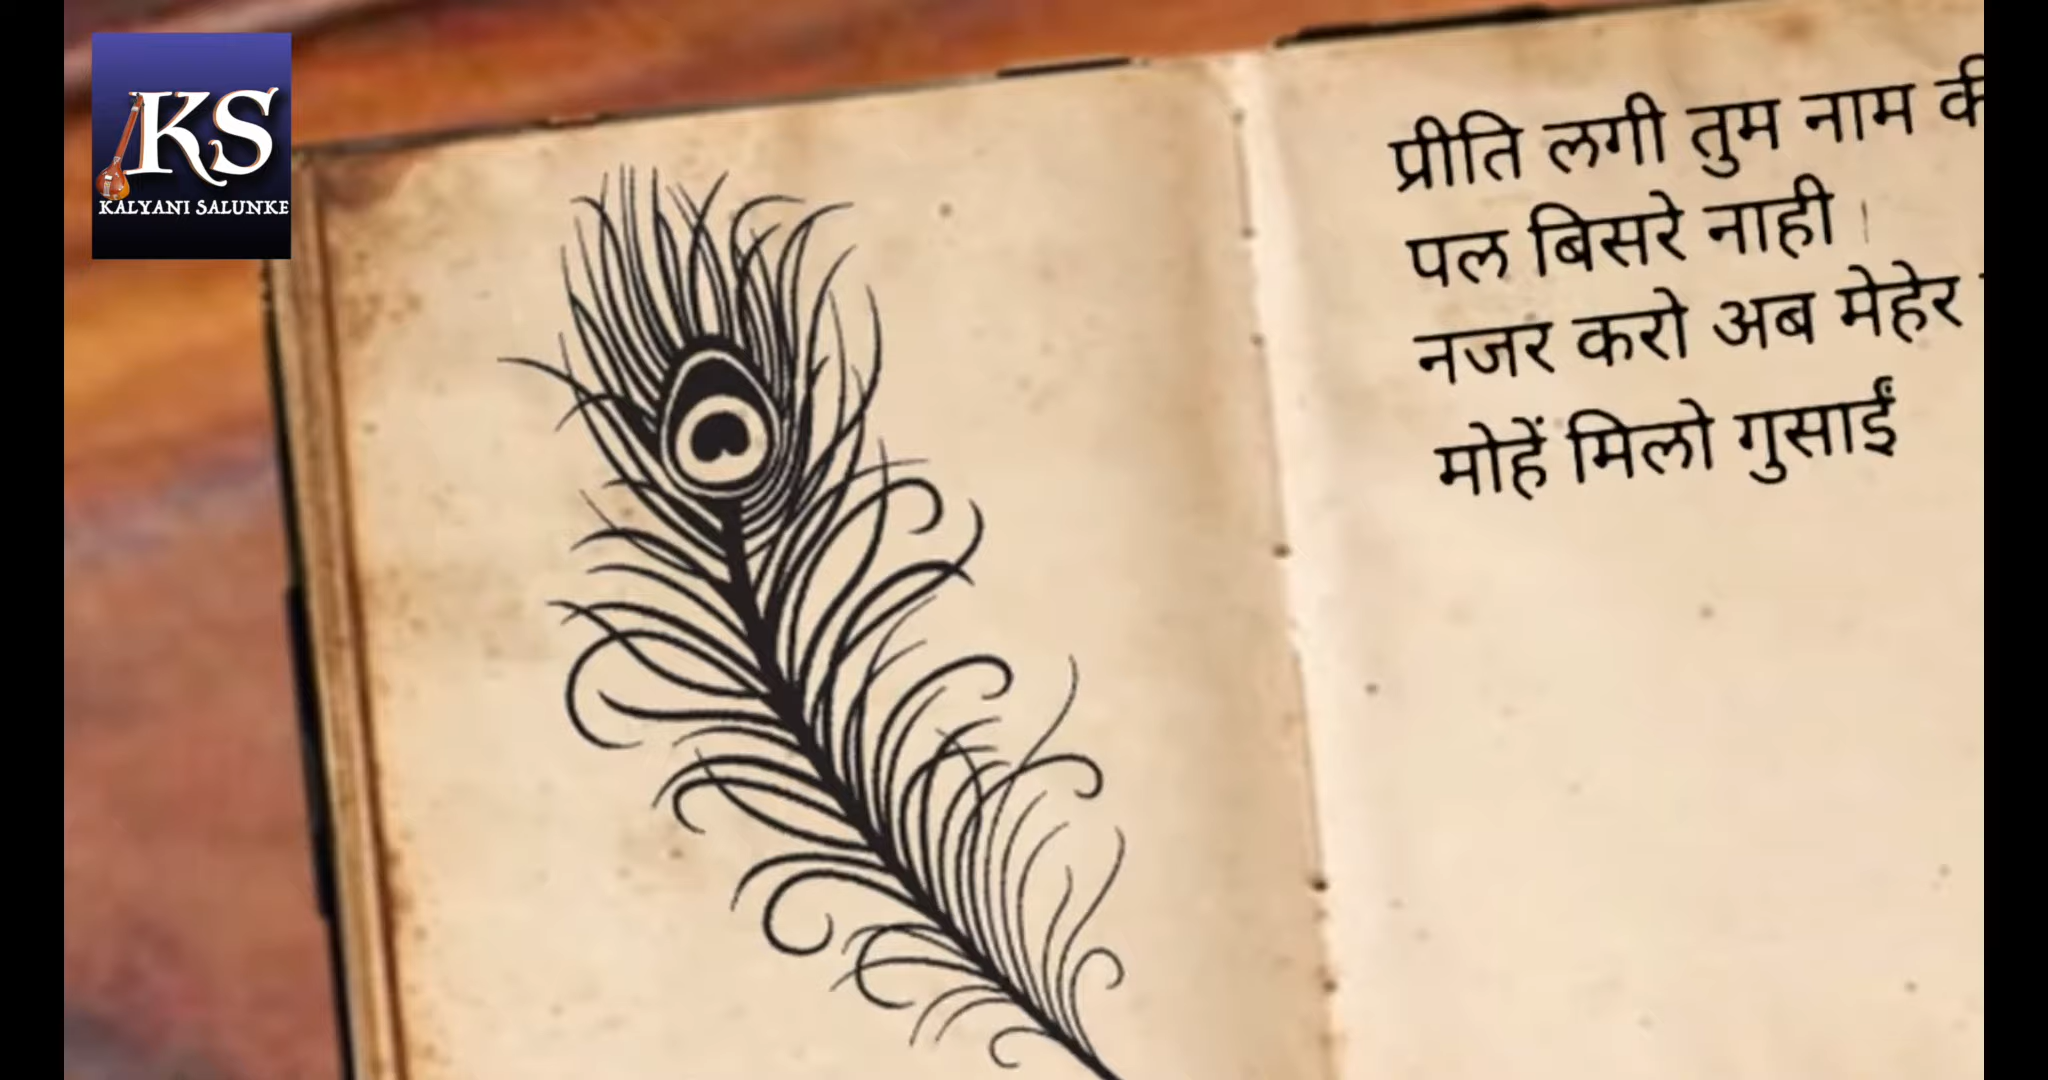 KS
KALYANI SALUNKE
प्रीति लगी तुम नाम की
पल बिसरे नाही ।
नजर करो अब मेहेर
मोहें मिलो गुसाईं